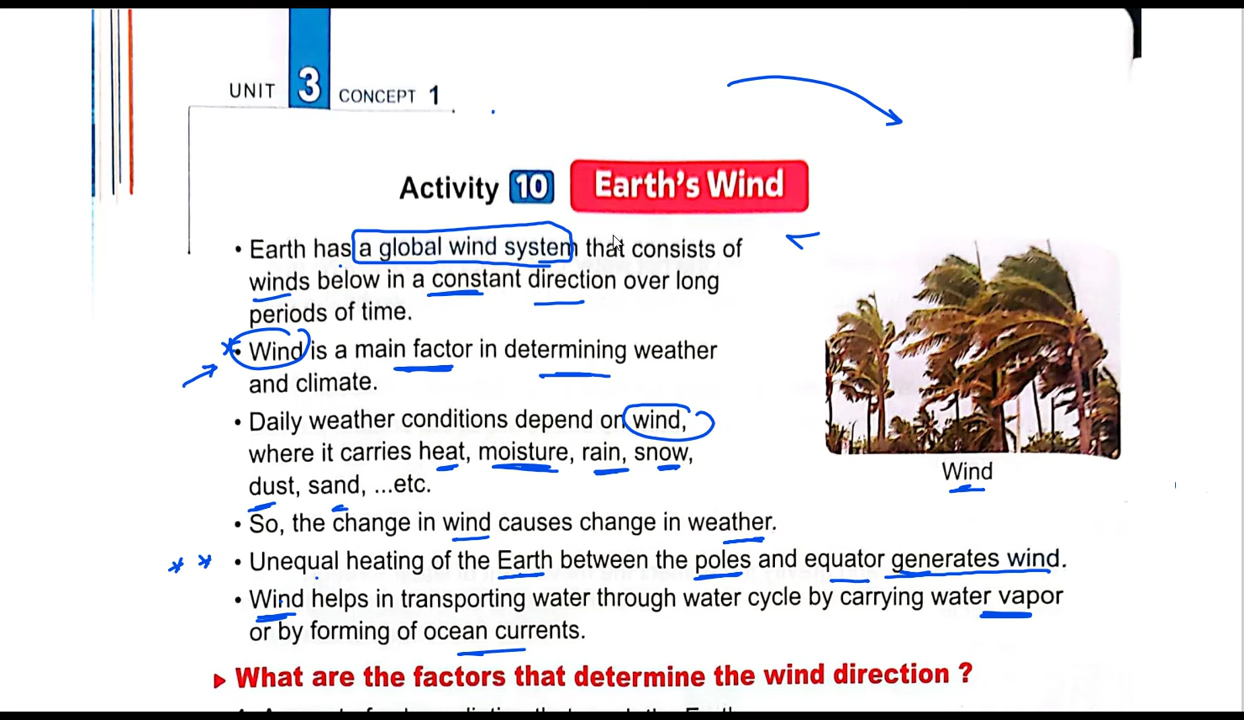 UNIT 3 CONCEPT 1
Activity 10 Earth's Wind
• Earth has a global wind system that consists of
winds below in a constant direction over long
periods of time.
• Wind is a main factor in determining weather
and climate.
• Daily weather conditions depend on wind,
where it carries heat, moisture, rain, snow,
dust, sand, ...etc.
Wind
• So, the change in wind causes change in weather.
• Unequal heating of the Earth between the poles and equator generates wind.
• Wind helps in transporting water through water cycle by carrying water vapor
or by forming of ocean currents.
▸ What are the factors that determine the wind direction ?